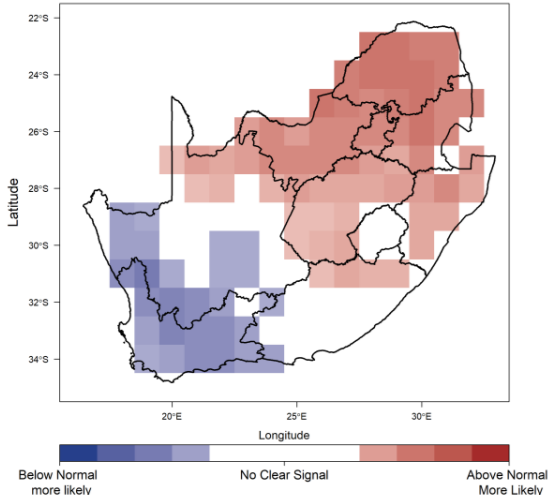 22°S
24°S
26°S
28°S
30°S
32°S
34°S
Latitude
20°E 25°E 30°E
Longitude
Below Normal more likely
No Clear Signal
Above Normal More Likely